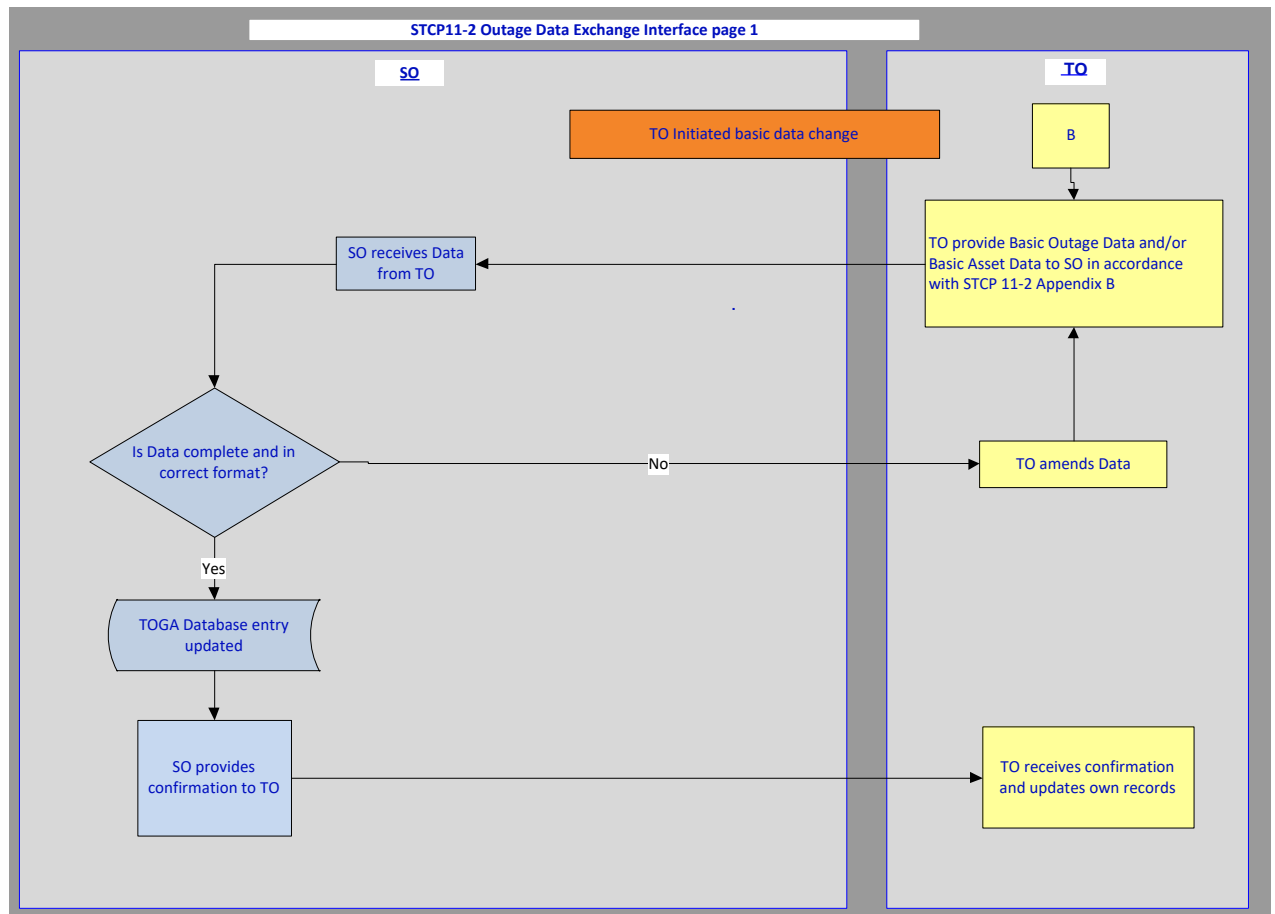 STCP11-2 Outage Data Exchange Interface page 1
SO
TO
TO Initiated basic data change
B
TO provide Basic Outage Data and/or
Basic Asset Data to SO in accordance
with STCP 11-2 Appendix B
SO receives Data
from TO
.
Is Data complete and in
correct format?
No
TO amends Data
Yes
TOGA Database entry
updated
SO provides
confirmation to TO
TO receives confirmation
and updates own records